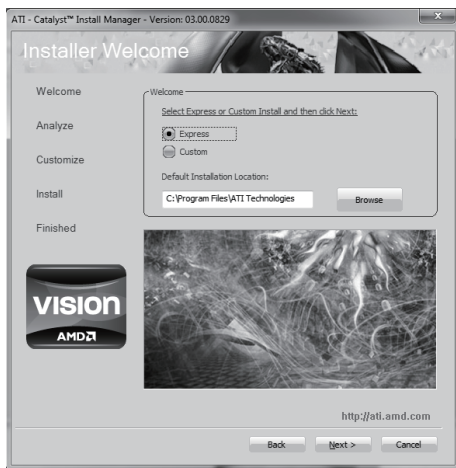 ATI - Catalyst™ Install Manager - Version: 03.00.0829
Installer Welcome
Welcome
Analyze
Customize
Install
Finished
Welcome
Select Express or Custom Install and then click Next:
Express
Custom
Default Installation Location:
C:\Program Files\ATI Technologies
Browse
VISION
AMD
http://ati.amd.com
Back
Next >
Cancel